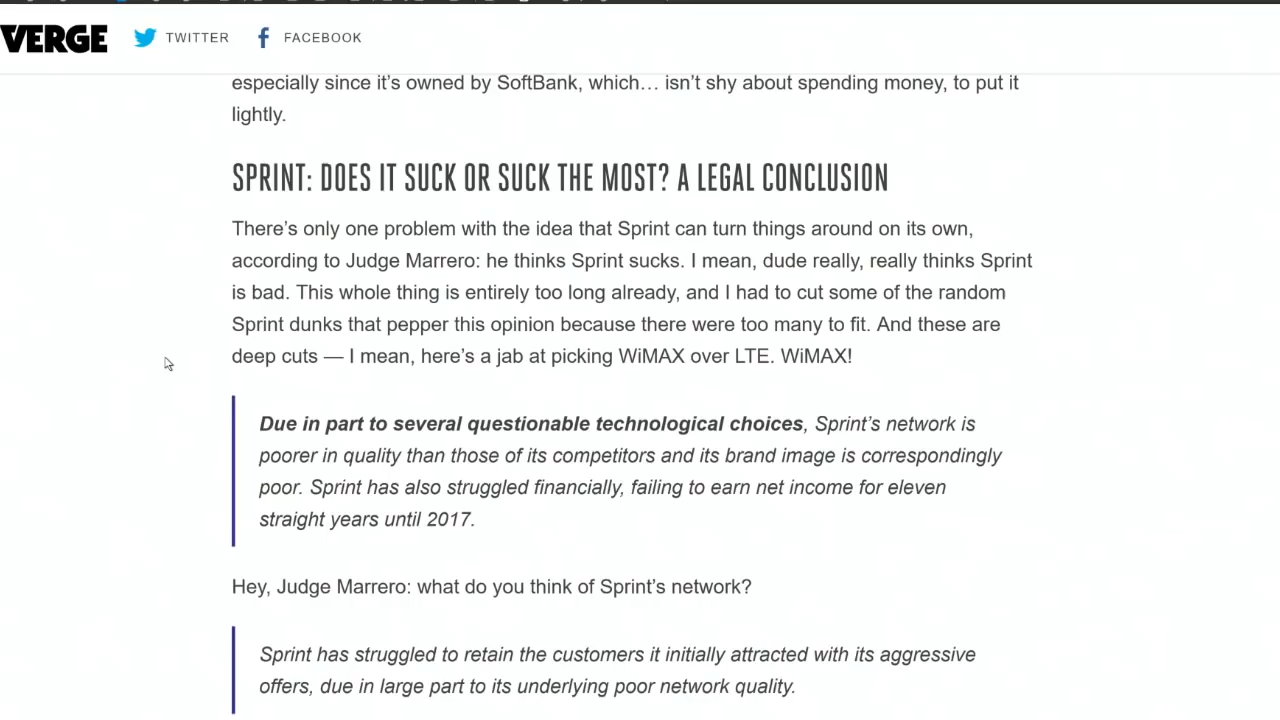 VERGE TWITTER FACEBOOK
especially since it's owned by SoftBank, which… isn't shy about spending money, to put it
lightly.
SPRINT: DOES IT SUCK OR SUCK THE MOST? A LEGAL CONCLUSION
There's only one problem with the idea that Sprint can turn things around on its own,
according to Judge Marrero: he thinks Sprint sucks. I mean, dude really, really thinks Sprint
is bad. This whole thing is entirely too long already, and I had to cut some of the random
Sprint dunks that pepper this opinion because there were too many to fit. And these are
deep cuts — I mean, here's a jab at picking WiMAX over LTE. WiMAX!
Due in part to several questionable technological choices, Sprint's network is
poorer in quality than those of its competitors and its brand image is correspondingly
poor. Sprint has also struggled financially, failing to earn net income for eleven
straight years until 2017.
Hey, Judge Marrero: what do you think of Sprint's network?
Sprint has struggled to retain the customers it initially attracted with its aggressive
offers, due in large part to its underlying poor network quality.